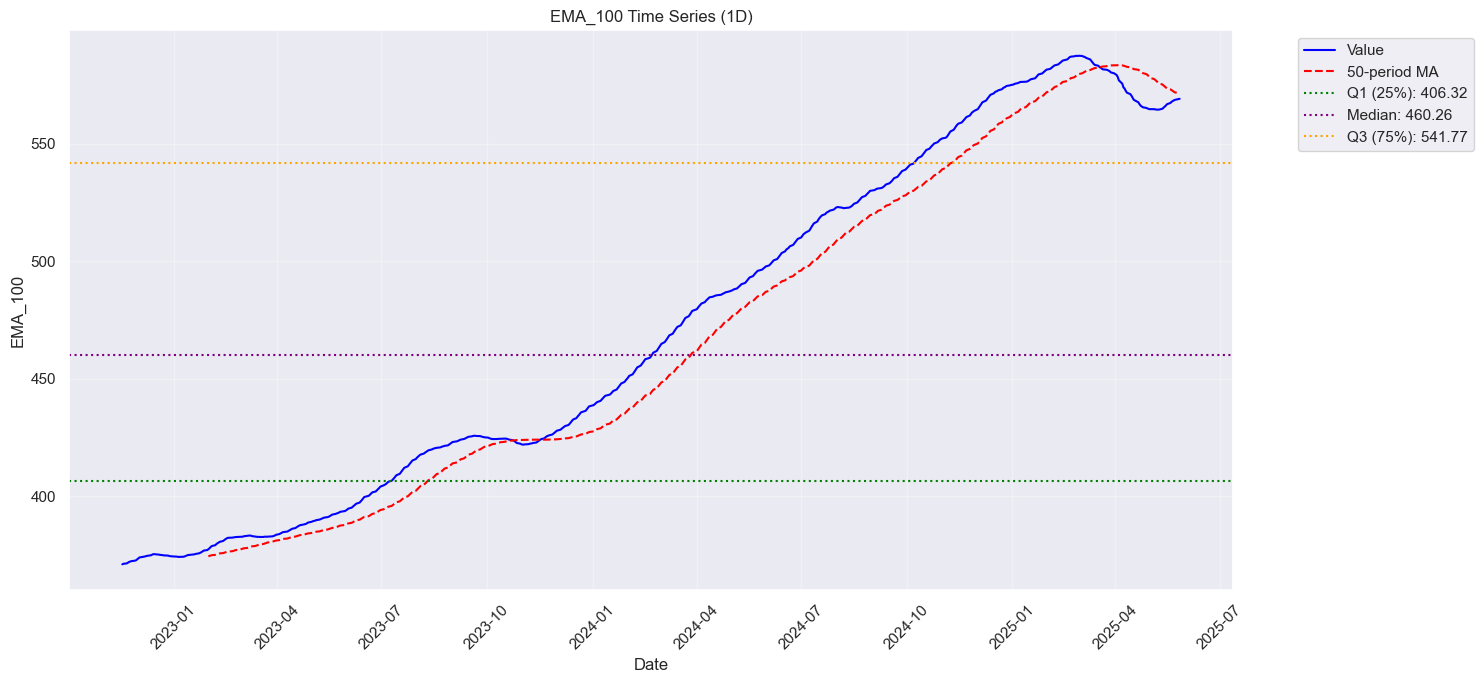 EMA_100 Time Series (1D)
Value
50-period MA
Q1 (25%): 406.32
Median: 460.26
Q3 (75%): 541.77
EMA_100
550
500
450
400
2023-01
2023-04
2023-07
2023-10
2024-01
2024-04
2024-07
2024-10
2025-01
2025-04
2025-07
Date